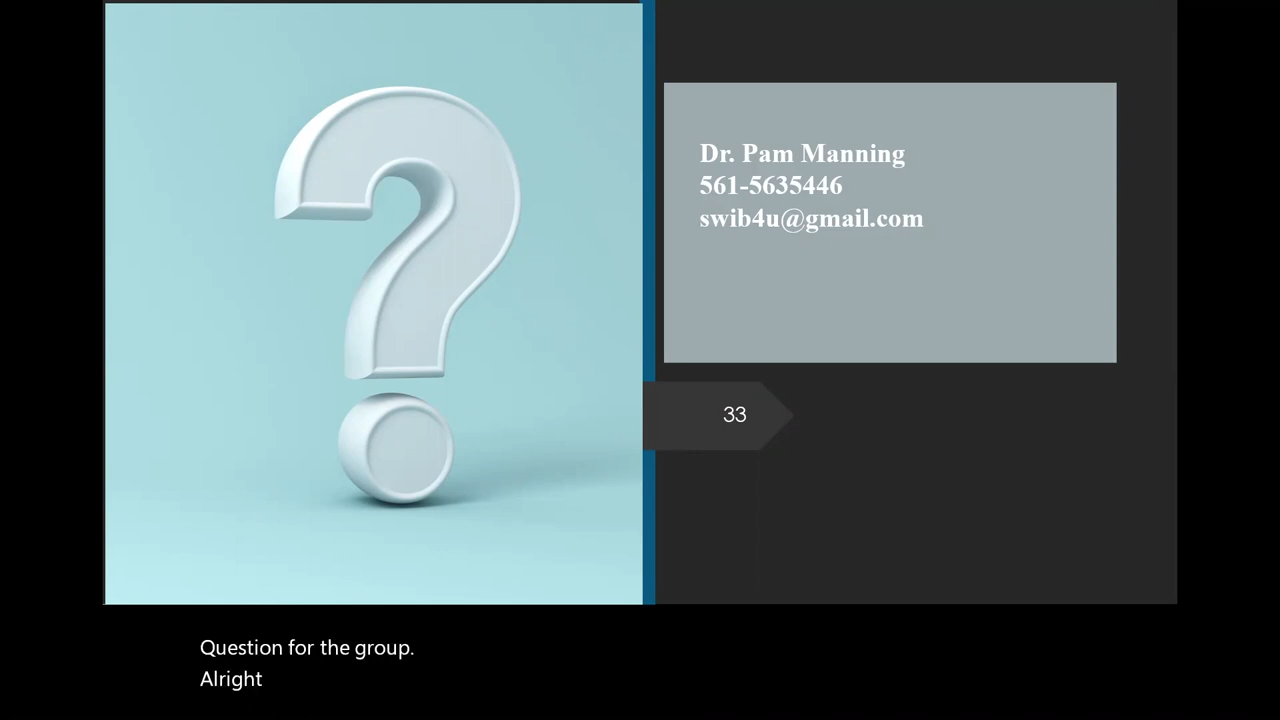 Dr. Pam Manning
561-5635446
swib4u@gmail.com
33
Question for the group.
Alright